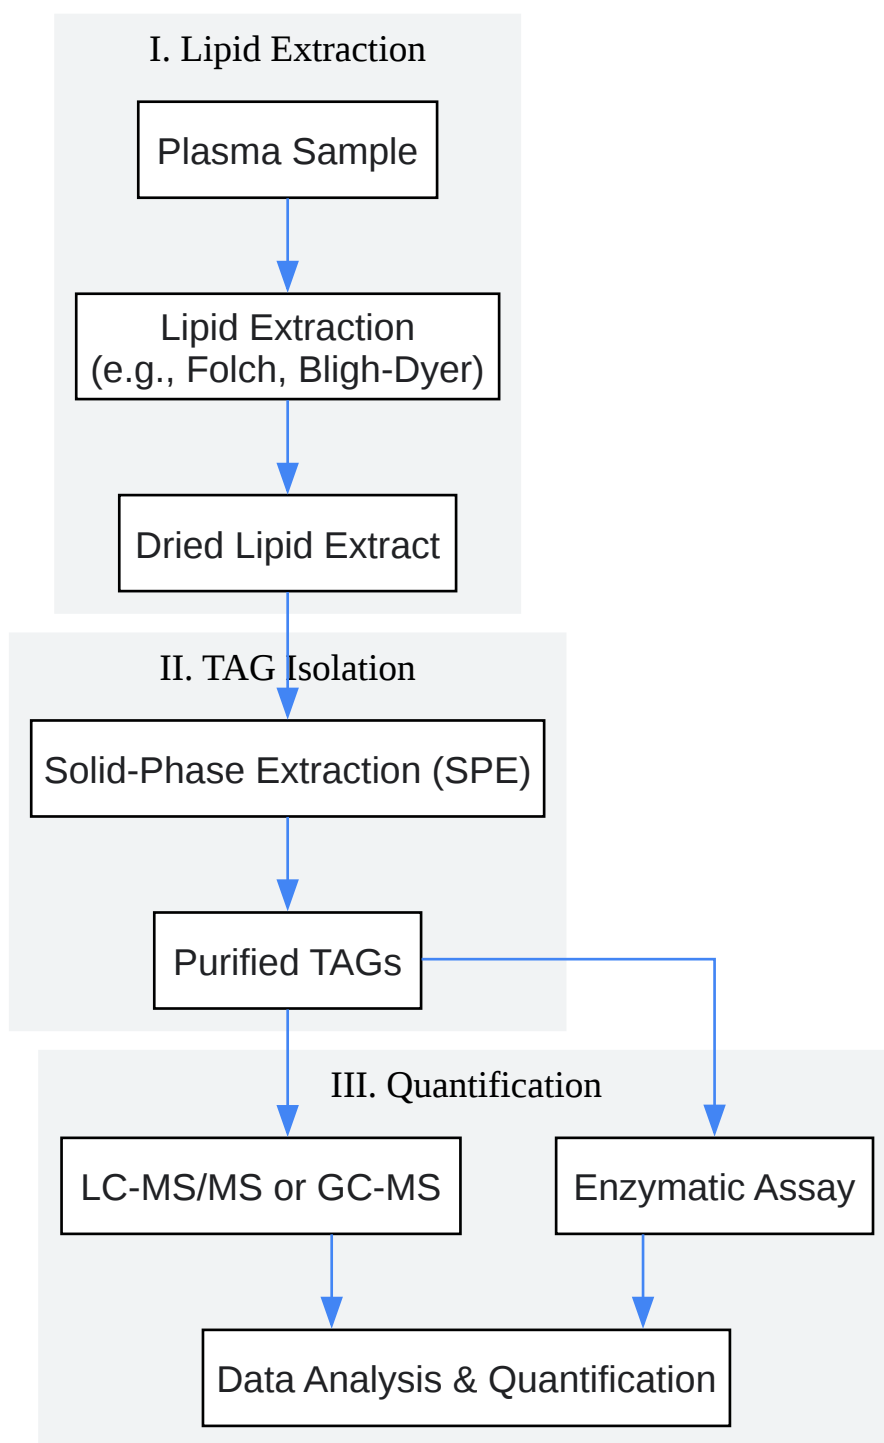 I. Lipid Extraction
Plasma Sample
Lipid Extraction
(e.g., Folch, Bligh-Dyer)
Dried Lipid Extract
II. TAG Isolation
Solid-Phase Extraction (SPE)
Purified TAGs
III. Quantification
LC-MS/MS or GC-MS
Enzymatic Assay
Data Analysis & Quantification